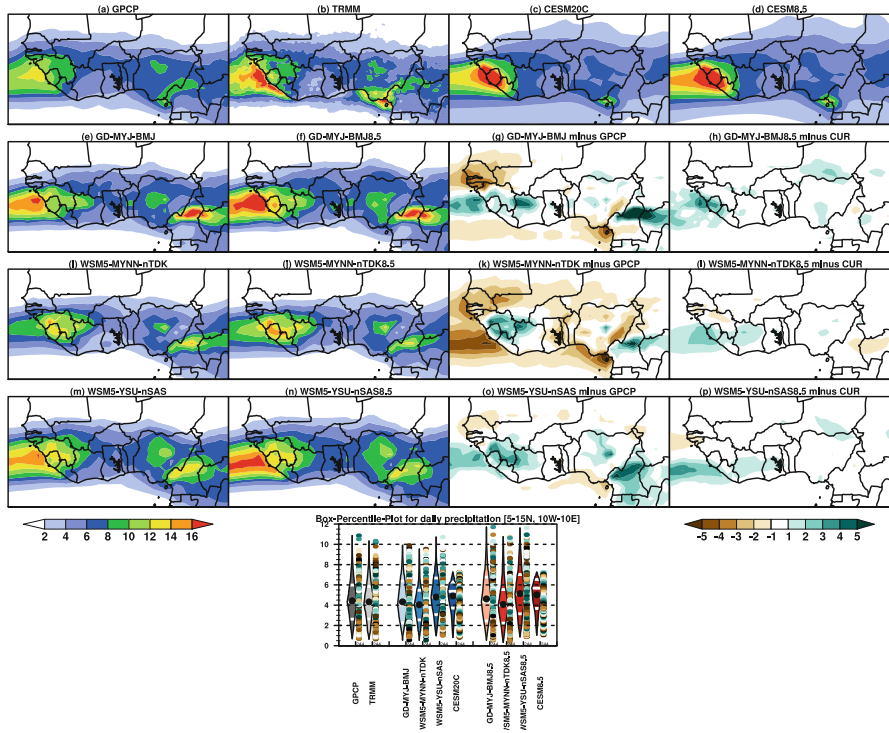 (a) GPCP
(b) TRMM
(c) CESM20C
(d) CESM8.5
(e) GD-MYJ-BMJ
(f) GD-MYJ-BMJ8.5
(g) GD-MYJ-BMJ minus GPCP
(h) GD-MYJ-BMJ8.5 minus CUR
(i) WSM5-MYNN-nTDK
(j) WSM5-MYNN-nTDK8.5
(k) WSM5-MYNN-nTDK minus GPCP
(l) WSM5-MYNN-nTDK8.5 minus CUR
(m) WSM5-YSU-nSAS
(n) WSM5-YSU-nSAS8.5
(o) WSM5-YSU-nSAS minus GPCP
(p) WSM5-YSU-nSAS8.5 minus CUR
2 4 6 8 10 12 14 16
-5 -4 -3 -2 -1 1 2 3 4 5
Box-Percentile-Plot for daily precipitation [5-15N, 10W-10E]
12
10
8
6
4
2
0
GPCP
TRMM
GD-MYJ-BMJ
WSM5-MYNN-nTDK
WSM5-YSU-nSAS
CESM20C
GD-MYJ-BMJ8.5
WSM5-MYNN-nTDK8.5
WSM5-YSU-nSAS8.5
CESM8.5